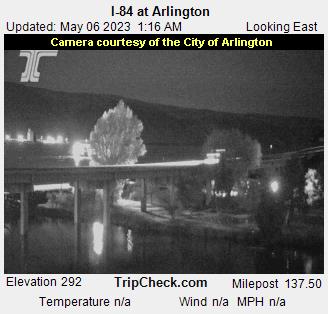 I-84 at Arlington
Updated: May 06 2023 1:16 AM Looking East
Camera courtesy of the City of Arlington
Elevation 292 TripCheck.com Milepost 137.50
Temperature n/a Wind n/a MPH n/a